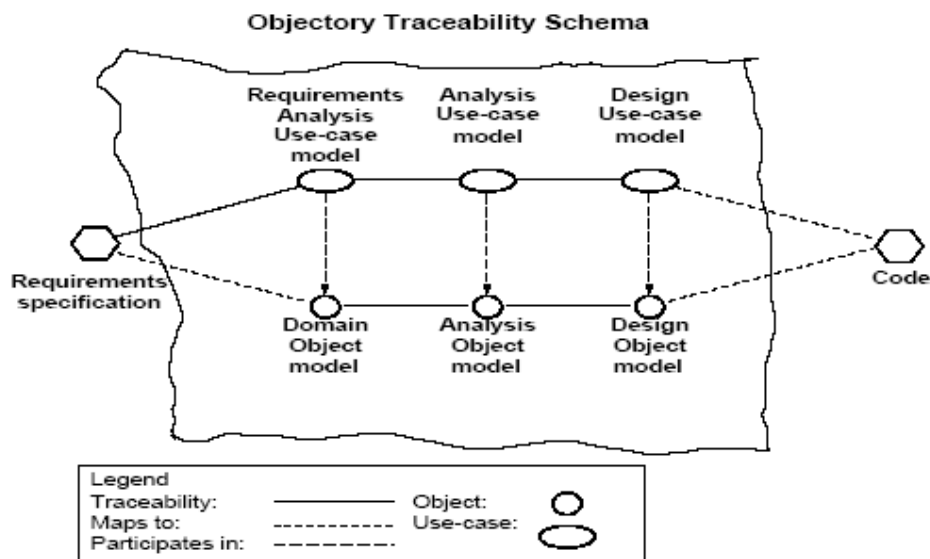 Objectory Traceability Schema
Requirements
Analysis
Use-case
model
Analysis
Use-case
model
Design
Use-case
model
Requirements
specification
Code
Domain
Object
model
Analysis
Object
model
Design
Object
model
Legend
Traceability:
Object:
Maps to:
Use-case:
Participates in: